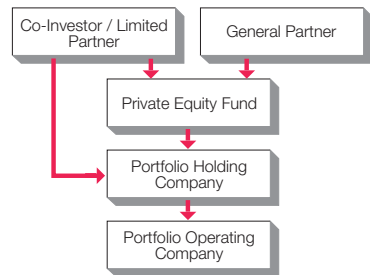 Co-Investor / Limited
Partner
General Partner
Private Equity Fund
Portfolio Holding
Company
Portfolio Operating
Company